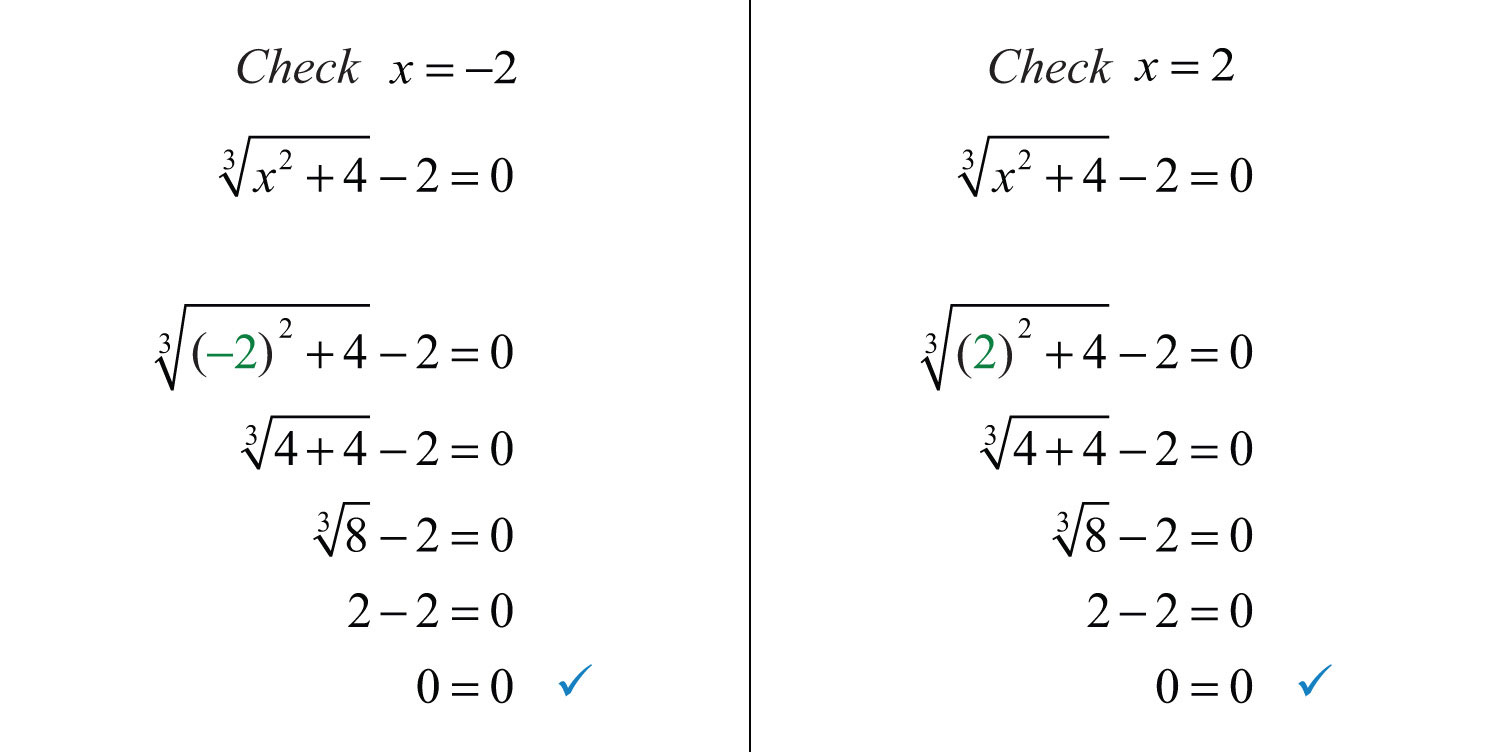 Check x = −2
∛(x² + 4) − 2 = 0
∛((−2)² + 4) − 2 = 0
∛(4 + 4) − 2 = 0
∛8 − 2 = 0
2 − 2 = 0
0 = 0 ✓
Check x = 2
∛(x² + 4) − 2 = 0
∛((2)² + 4) − 2 = 0
∛(4 + 4) − 2 = 0
∛8 − 2 = 0
2 − 2 = 0
0 = 0 ✓